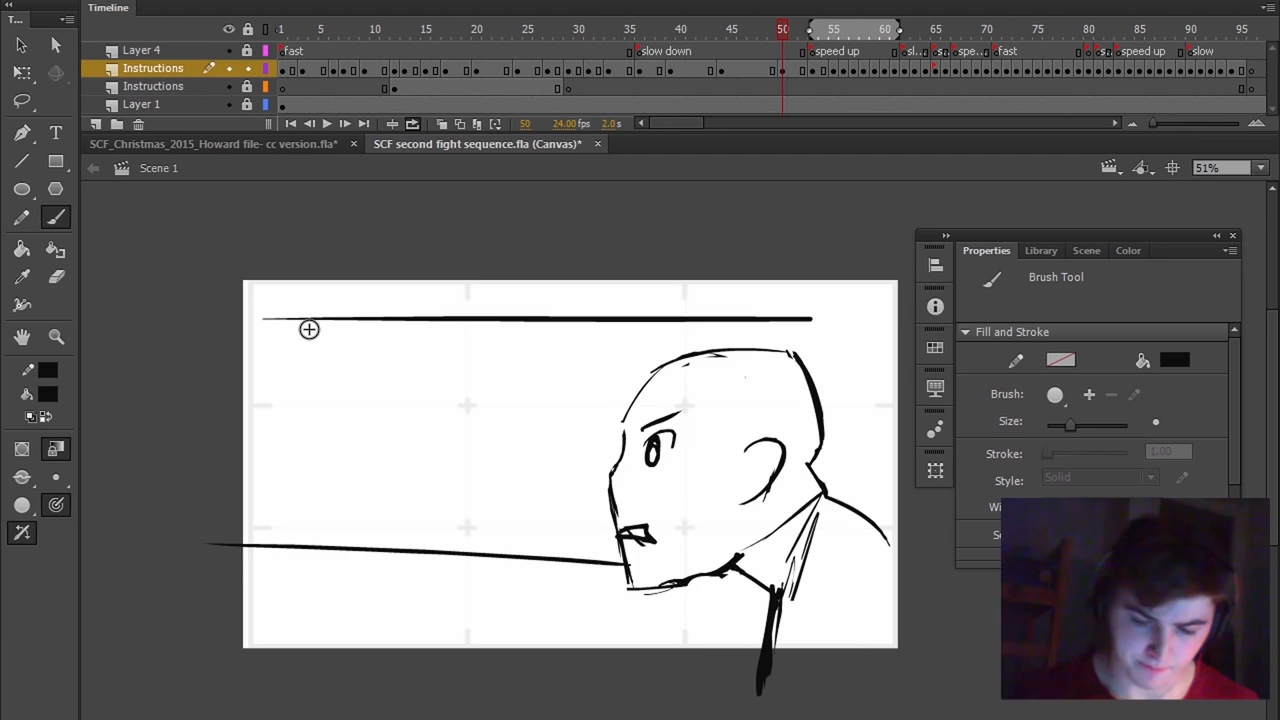 T...
Timeline
1 5 10 15 20 25 30 35 40 45 50 55 60 65 70 75 80 85 90 95
Layer 4 fast slow down speed up sl.. spe... fast speed up slow
Instructions
Instructions
Layer 1
50 24.00 fps 2.0 s
SCF_Christmas_2015_Howard file- cc version.fla* × SCF second fight sequence.fla (Canvas)* ×
Scene 1 51%
Properties Library Scene Color
Brush Tool
Fill and Stroke
Brush:
Size:
Stroke: 1.00
Style: Solid